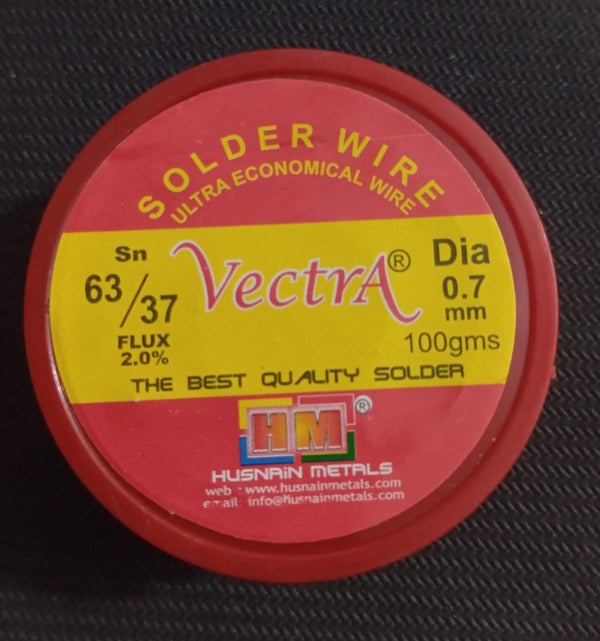 SOLDER WIRE
ULTRA ECONOMICAL WIRE
Sn
63/37
FLUX
2.0%
VectrA®
Dia
0.7
mm
100gms
THE BEST QUALITY SOLDER
HM®
HUSNAiN METALS
web : www.husnainmetals.com
email : info@husnainmetals.com